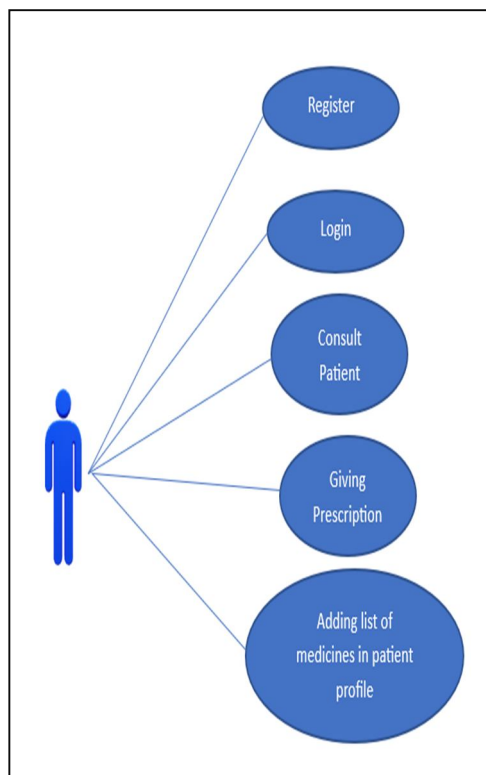 Register
Login
Consult
Patient
Giving
Prescription
Adding list of
medicines in patient
profile